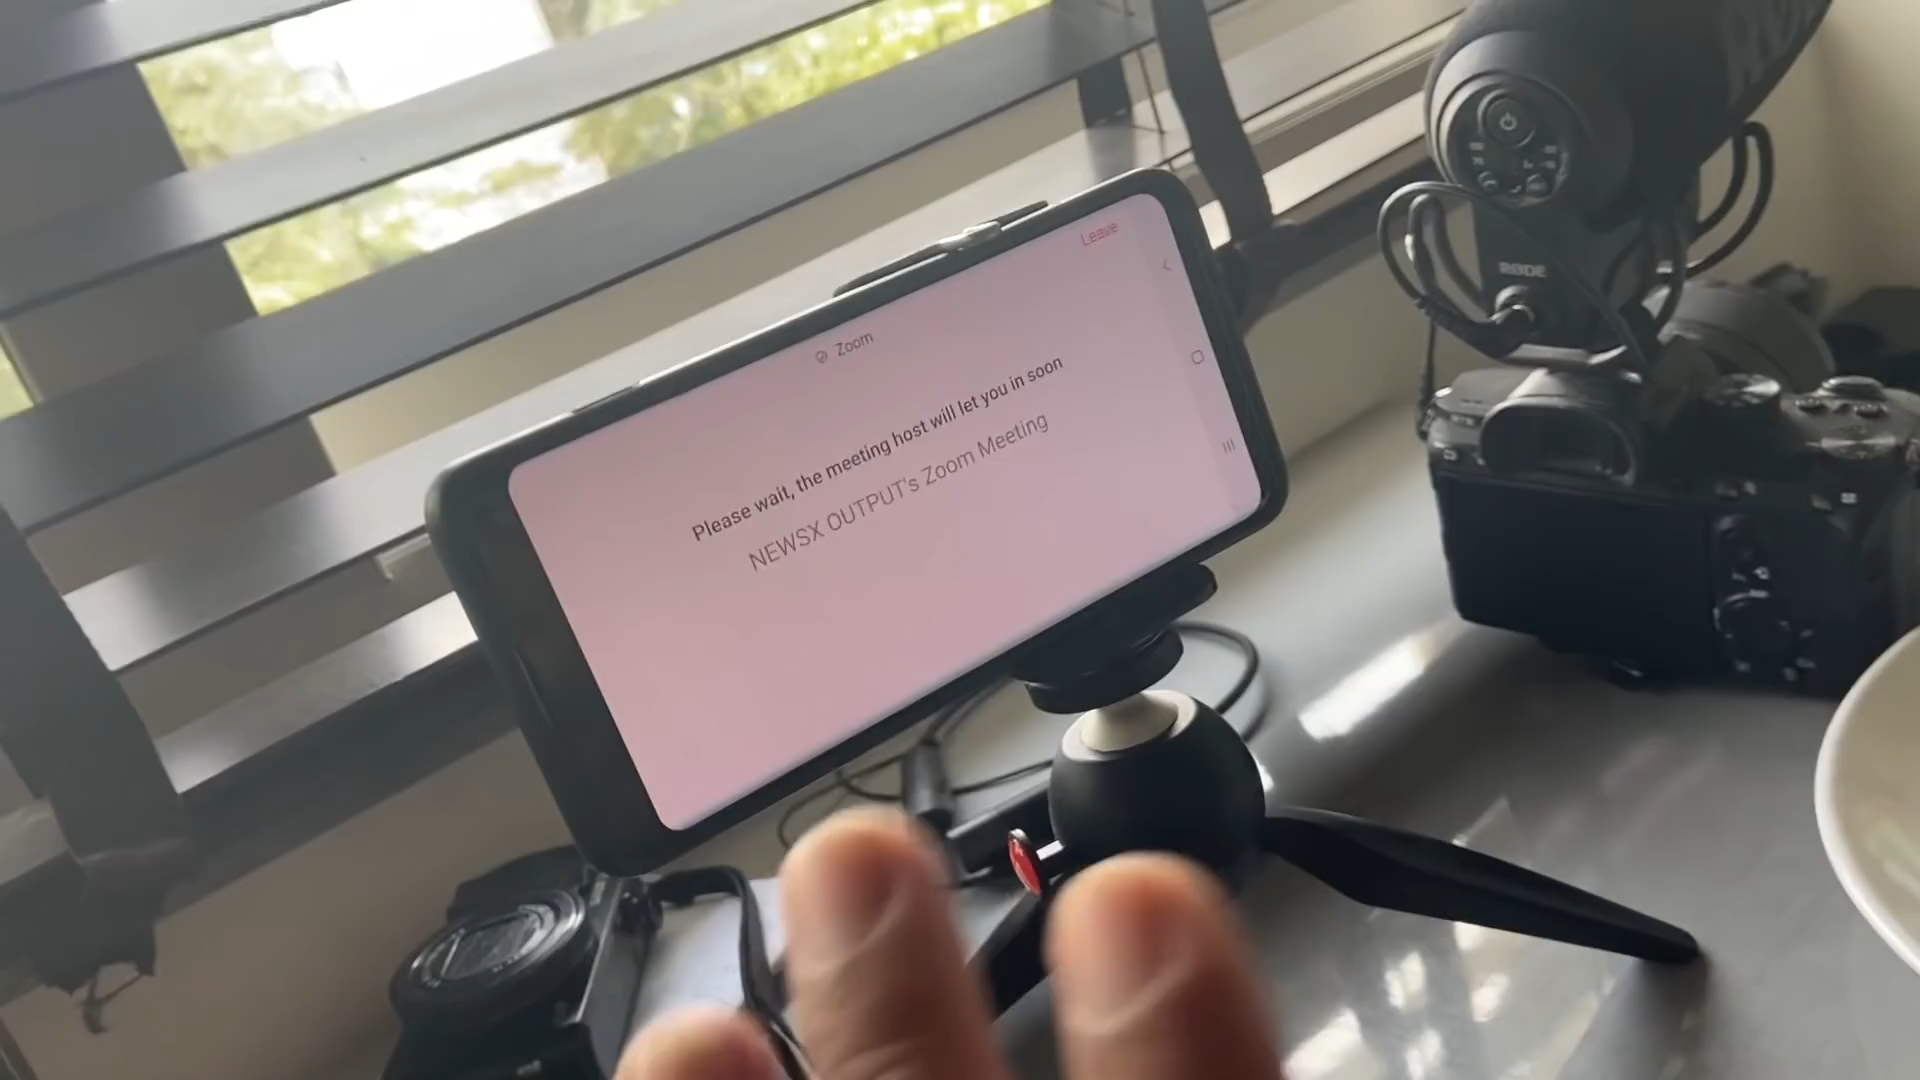 Leave
Zoom
Please wait, the meeting host will let you in soon
NEWSX OUTPUT's Zoom Meeting
RØDE